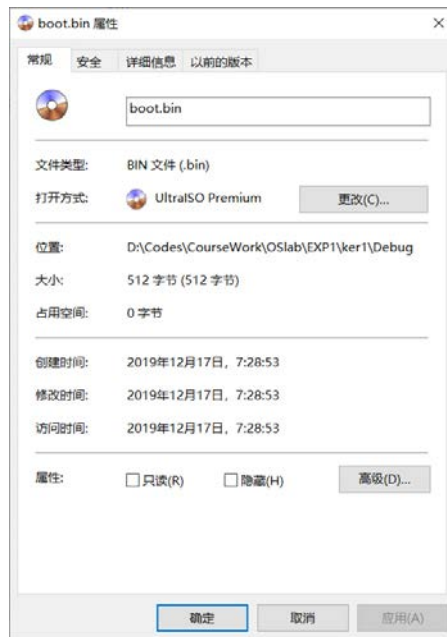 boot.bin 属性
常规 安全 详细信息 以前的版本
boot.bin
文件类型: BIN 文件 (.bin)
打开方式: UltraISO Premium 更改(C)...
位置: D:\Codes\CourseWork\OSlab\EXP1\ker1\Debug
大小: 512 字节 (512 字节)
占用空间: 0 字节
创建时间: 2019年12月17日，7:28:53
修改时间: 2019年12月17日，7:28:53
访问时间: 2019年12月17日，7:28:53
属性: 只读(R) 隐藏(H) 高级(D)...
确定 取消 应用(A)